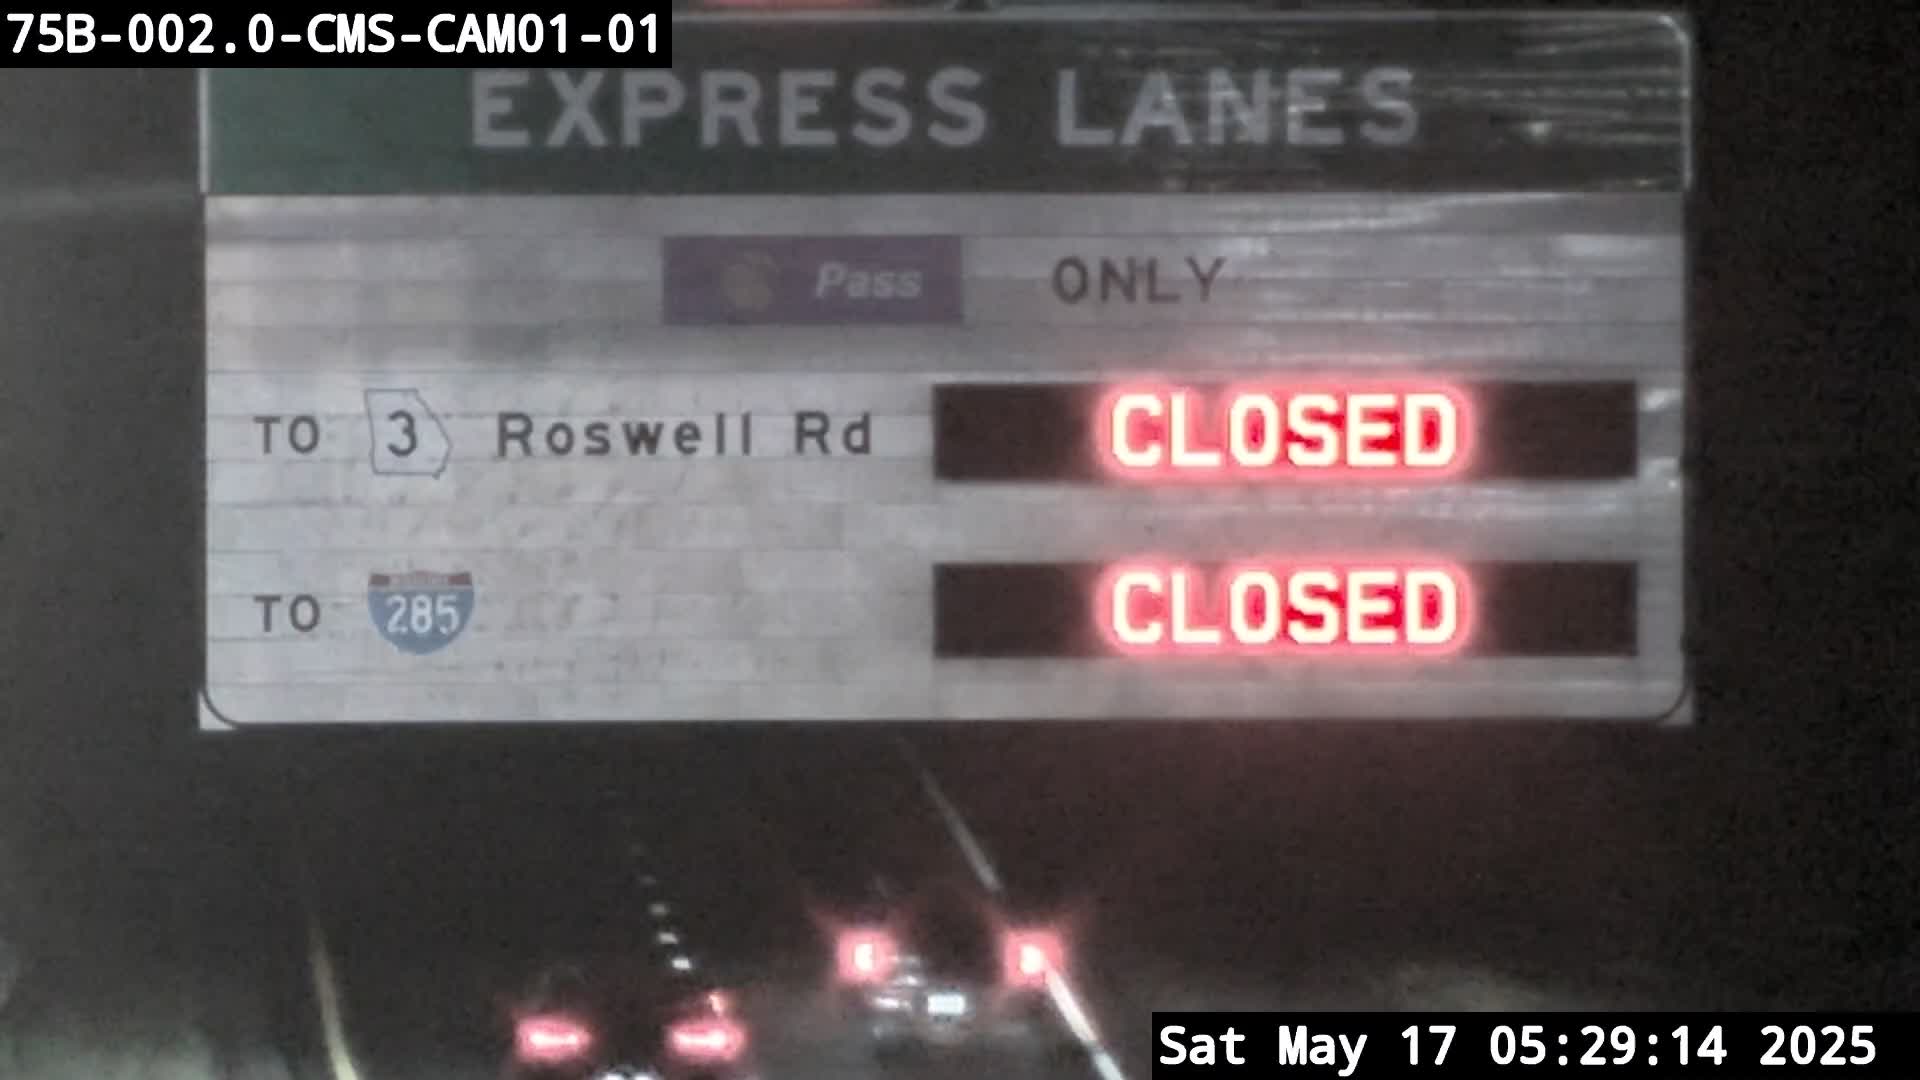 75B-002.0-CMS-CAM01-01
EXPRESS LANES
Pass ONLY
TO 3 Roswell Rd CLOSED
TO 285 CLOSED
Sat May 17 05:29:14 2025